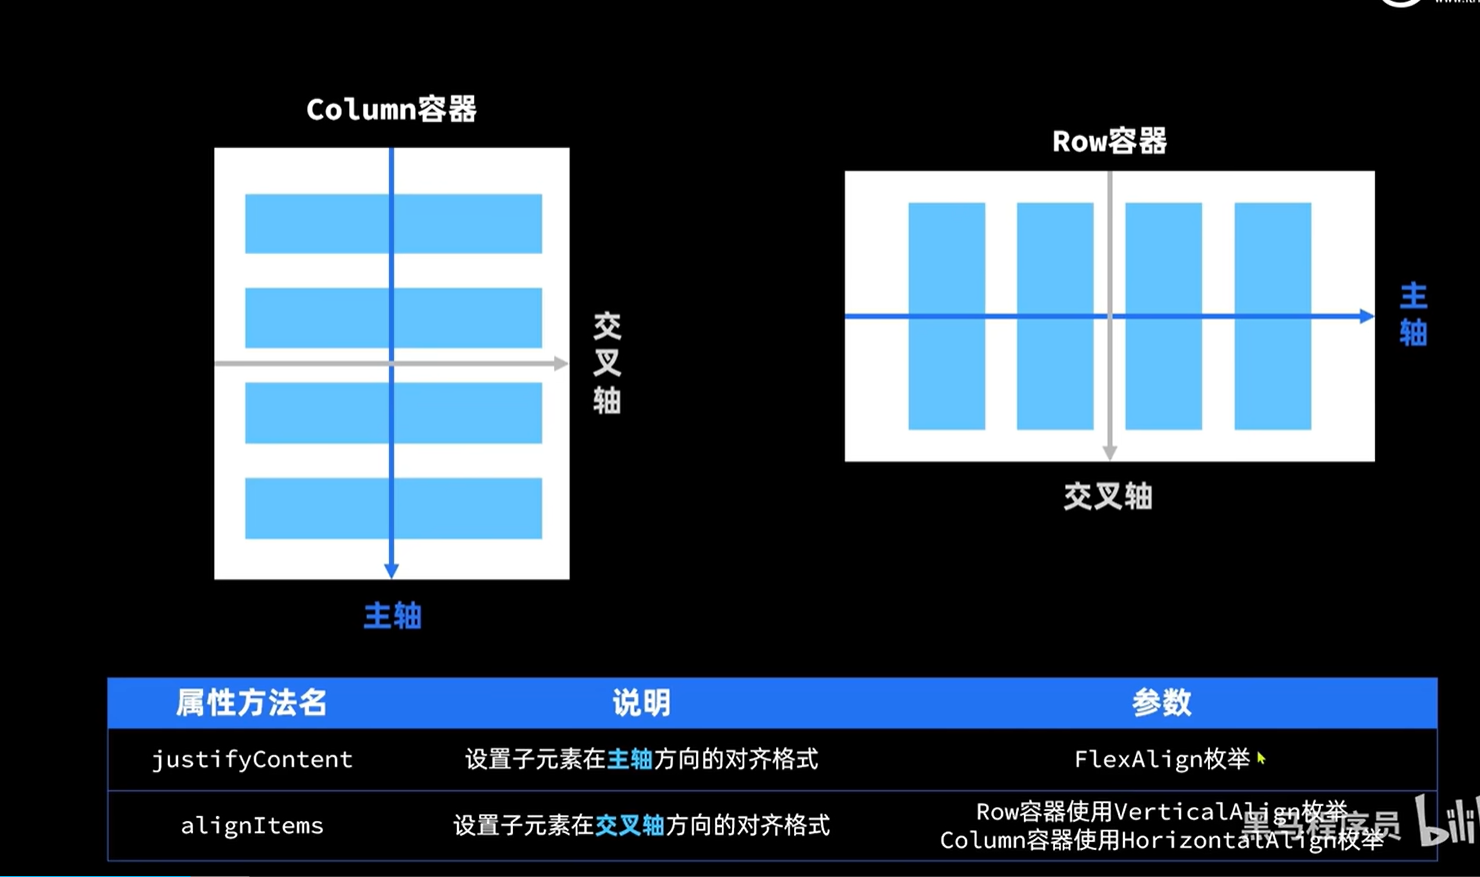 Column容器
Row容器
交叉轴
主轴
交叉轴
主轴
属性方法名 说明 参数
justifyContent 设置子元素在主轴方向的对齐格式 FlexAlign枚举
alignItems 设置子元素在交叉轴方向的对齐格式 Row容器使用VerticalAlign枚举
Column容器使用HorizontalAlign枚举
黑马程序员 bili